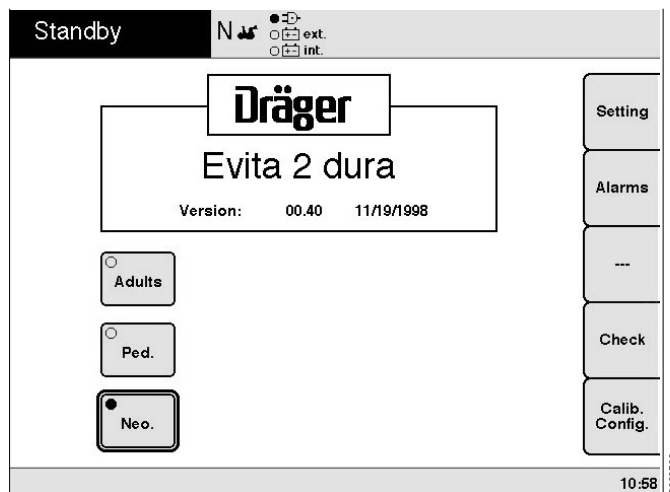 Standby
N
ext.
int.
Dräger
Evita 2 dura
Version: 00.40 11/19/1998
Setting
Alarms
---
Check
Calib.
Config.
Adults
Ped.
Neo.
10:58